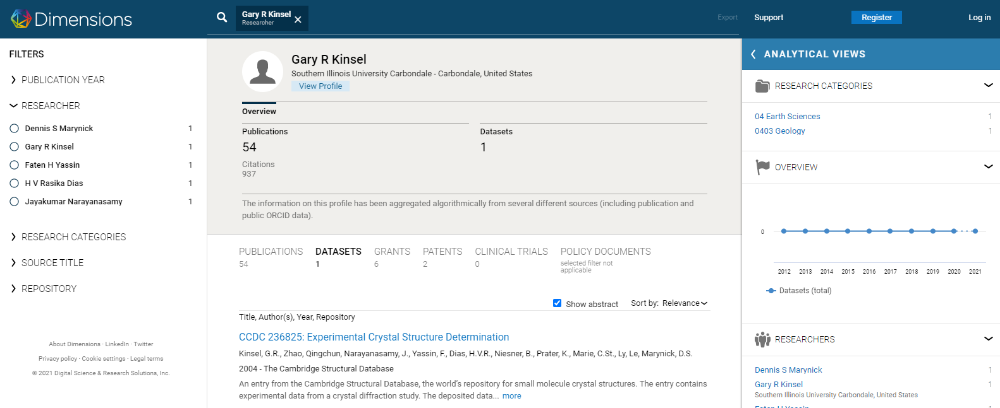 Dimensions
Gary R Kinsel
Researcher
Export
Support
Register
Log in
FILTERS
PUBLICATION YEAR
RESEARCHER
Dennis S Marynick 1
Gary R Kinsel 1
Faten H Yassin 1
H V Rasika Dias 1
Jayakumar Narayanasamy 1
RESEARCH CATEGORIES
SOURCE TITLE
REPOSITORY
About Dimensions · LinkedIn · Twitter
Privacy policy · Cookie settings · Legal terms
© 2021 Digital Science & Research Solutions, Inc.
Gary R Kinsel
Southern Illinois University Carbondale - Carbondale, United States
View Profile
Overview
Publications
54
Citations
937
Datasets
1
The information on this profile has been aggregated algorithmically from several different sources (including publication and
public ORCID data).
PUBLICATIONS
54
DATASETS
1
GRANTS
6
PATENTS
2
CLINICAL TRIALS
0
POLICY DOCUMENTS
selected filter not
applicable
Show abstract
Sort by: Relevance
Title, Author(s), Year, Repository
CCDC 236825: Experimental Crystal Structure Determination
Kinsel, G.R., Zhao, Qingchun, Narayanasamy, J., Yassin, F., Dias, H.V.R., Niesner, B., Prater, K., Marie, C.St., Ly, Le, Marynick, D.S.
2004 - The Cambridge Structural Database
An entry from the Cambridge Structural Database, the world's repository for small molecule crystal structures. The entry contains
experimental data from a crystal diffraction study. The deposited data... more
ANALYTICAL VIEWS
RESEARCH CATEGORIES
04 Earth Sciences 1
0403 Geology 1
OVERVIEW
0
2012 2013 2014 2015 2016 2017 2018 2019 2020 2021
Datasets (total)
RESEARCHERS
Dennis S Marynick 1
Gary R Kinsel 1
Southern Illinois University Carbondale, United States
Faten H Yassin 1